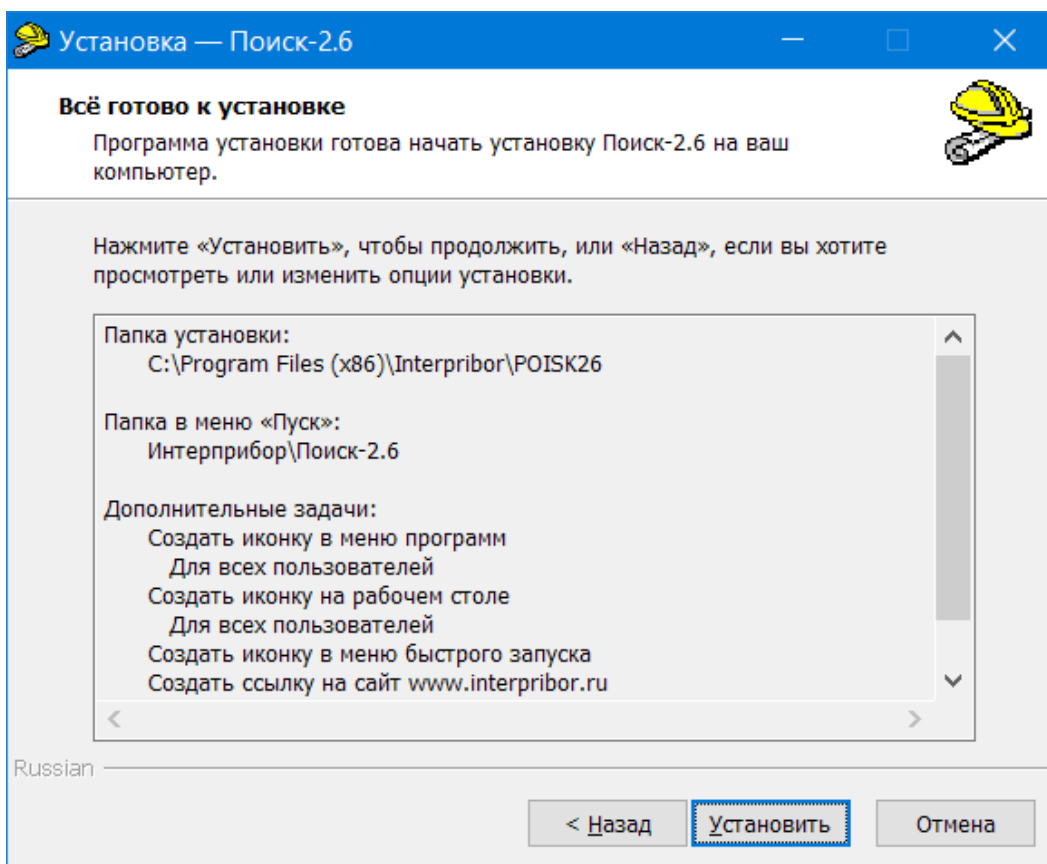 Установка — Поиск-2.6
Всё готово к установке
Программа установки готова начать установку Поиск-2.6 на ваш
компьютер.
Нажмите «Установить», чтобы продолжить, или «Назад», если вы хотите
просмотреть или изменить опции установки.
Папка установки:
C:\Program Files (x86)\Interpribor\POISK26
Папка в меню «Пуск»:
Интерприбор\Поиск-2.6
Дополнительные задачи:
Создать иконку в меню программ
Для всех пользователей
Создать иконку на рабочем столе
Для всех пользователей
Создать иконку в меню быстрого запуска
Создать ссылку на сайт www.interpribor.ru
Russian
< Назад Установить Отмена